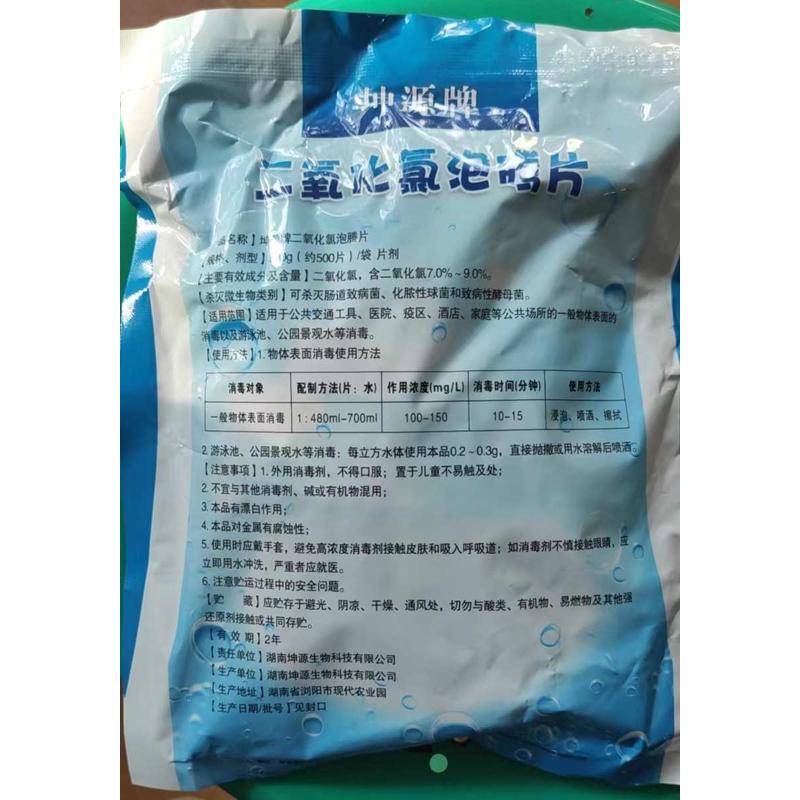 坤源牌
二氧化氯泡腾片
名称】坤源牌二氧化氯泡腾片
【规格、剂型】 0g（约500片）/袋 片剂
【主要有效成分及含量】二氧化氯，含二氧化氯7.0%~9.0%。
【杀灭微生物类别】可杀灭肠道致病菌、化脓性球菌和致病性酵母菌。
【适用范围】适用于公共交通工具、医院、疫区、酒店、家庭等公共场所的一般物体表面的
消毒以及游泳池、公园景观水等消毒。
【使用方法】1.物体表面消毒使用方法
消毒对象 配制方法(片：水) 作用浓度(mg/L) 消毒时间(分钟) 使用方法
一般物体表面消毒 1:480ml-700ml 100-150 10-15 浸泡、喷洒、擦拭
2.游泳池、公园景观水等消毒：每立方水体使用本品0.2~0.3g，直接抛撒或用水溶解后喷洒。
【注意事项】1.外用消毒剂，不得口服；置于儿童不易触及处；
2.不宜与其他消毒剂、碱或有机物混用；
3.本品有漂白作用；
4.本品对金属有腐蚀性；
5.使用时应戴手套，避免高浓度消毒剂接触皮肤和吸入呼吸道；如消毒剂不慎接触眼睛，应
立即用水冲洗，严重者应就医。
6.注意贮运过程中的安全问题。
【贮 藏】应贮存于避光、阴凉、干燥、通风处，切勿与酸类、有机物、易燃物及其他强
还原剂接触或共同存贮。
【有 效 期】2年
【责任单位】湖南坤源生物科技有限公司
【生产单位】湖南坤源生物科技有限公司
【生产地址】湖南省浏阳市现代农业园
【生产日期/批号】见封口